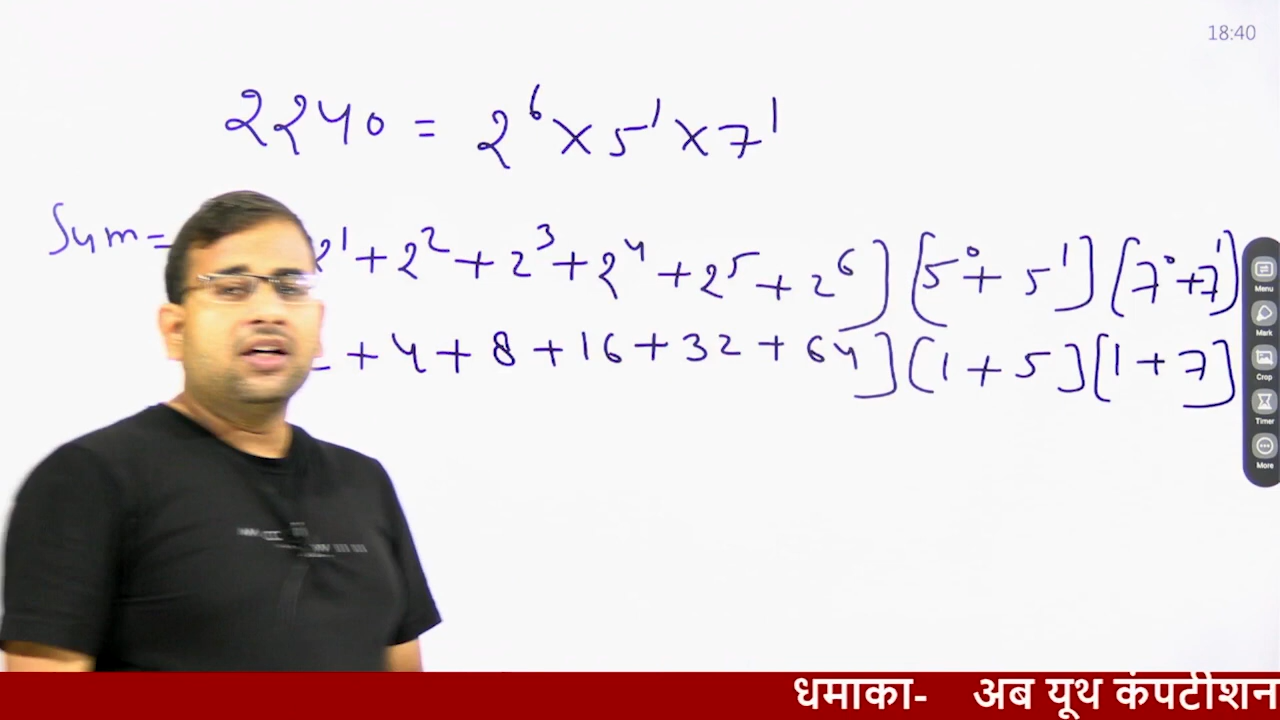 18:40
2240 = 2⁶ × 5¹ × 7¹
Sum =
2¹ + 2² + 2³ + 2⁴ + 2⁵ + 2⁶] [5⁰ + 5¹] [7⁰ + 7¹]
+ 4 + 8 + 16 + 32 + 64] [1 + 5] [1 + 7]
Menu
Mark
Crop
Timer
More
धमाका- अब यूथ कंपटीशन